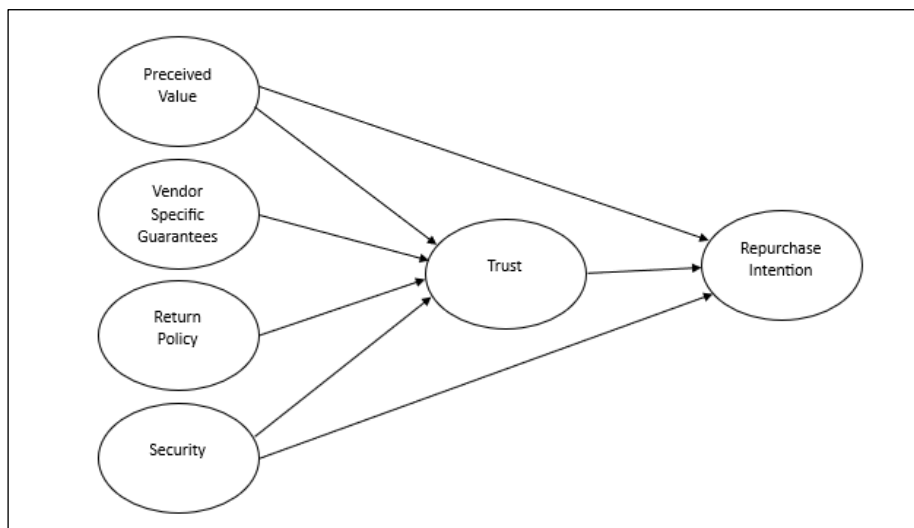 Preceived
Value
Vendor
Specific
Guarantees
Return
Policy
Security
Trust
Repurchase
Intention